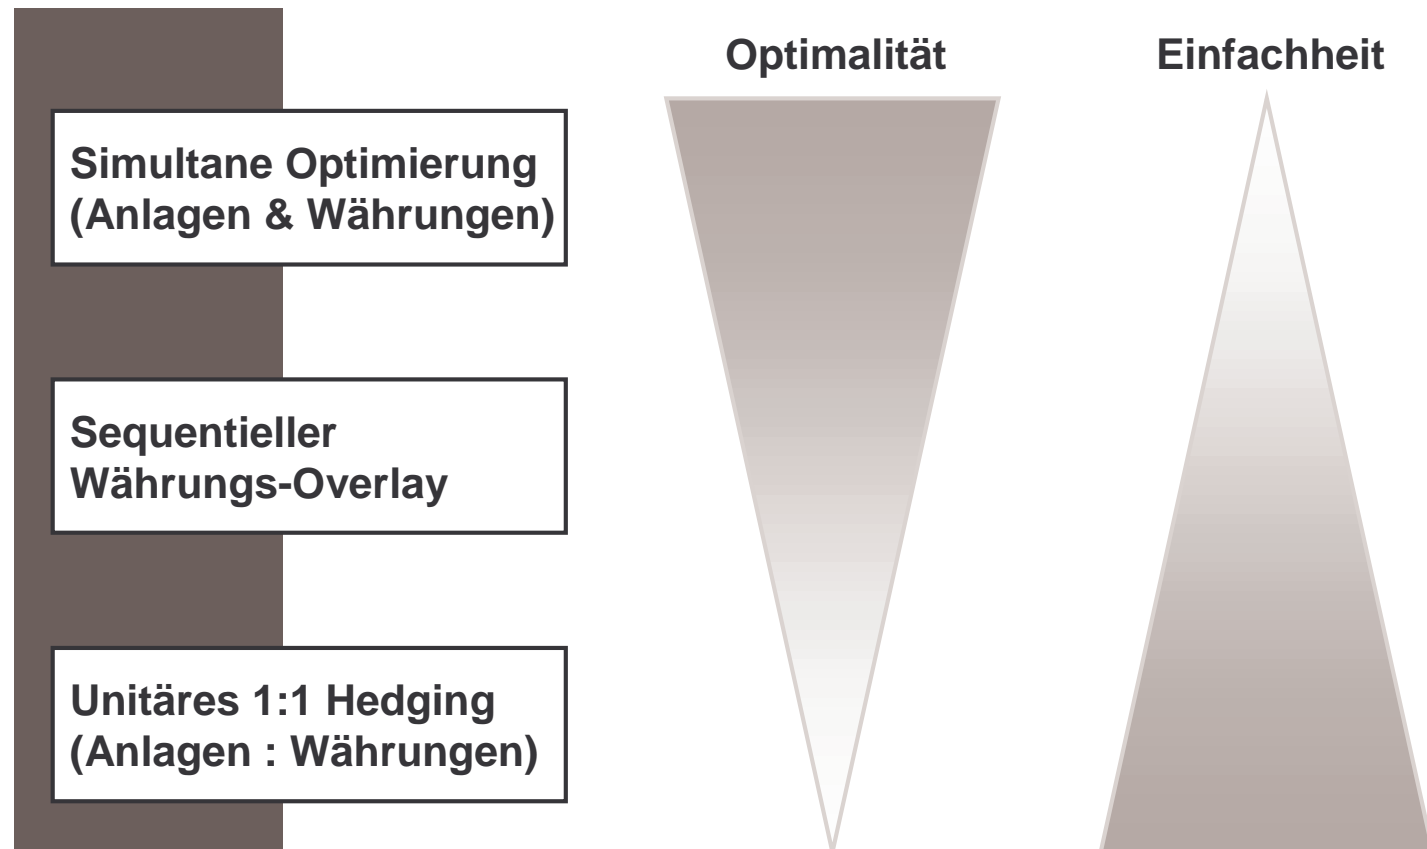 Optimalität
Einfachheit
Simultane Optimierung
(Anlagen & Währungen)
Sequentieller
Währungs-Overlay
Unitäres 1:1 Hedging
(Anlagen : Währungen)